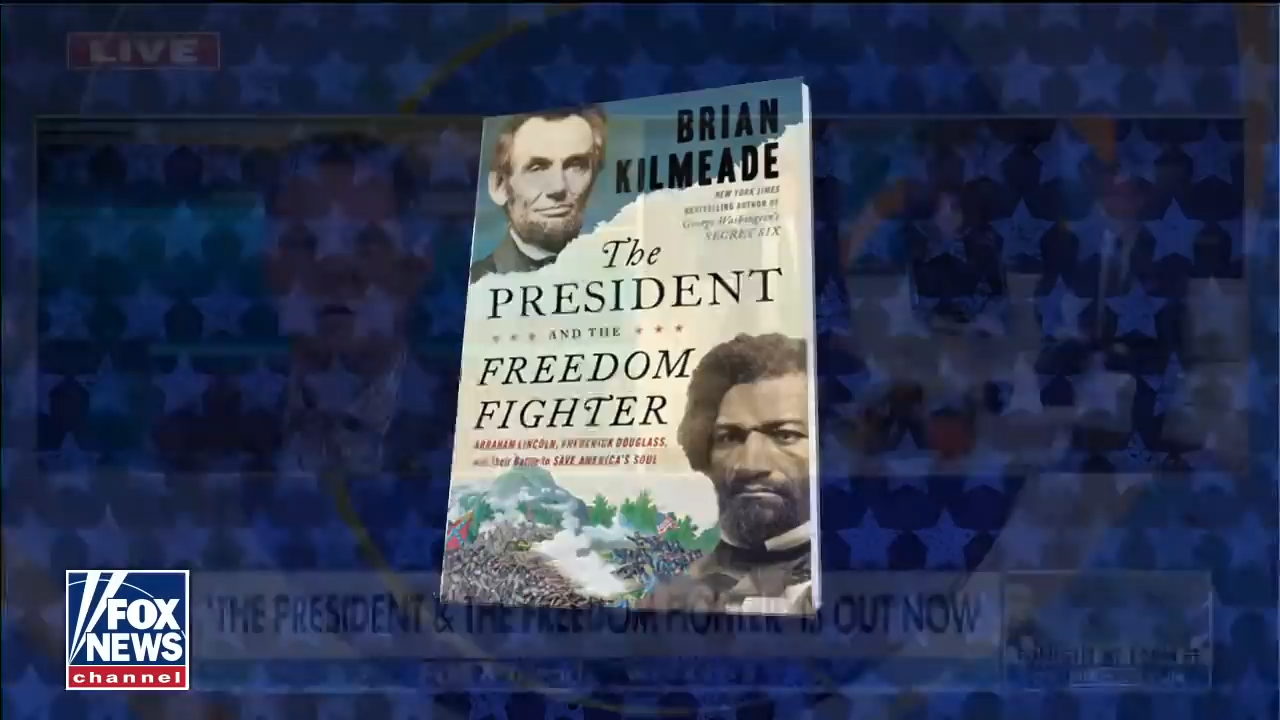 LIVE
BRIAN
KILMEADE
NEW YORK TIMES
BESTSELLING AUTHOR OF
George Washington's
SECRET SIX
The
PRESIDENT
AND THE
FREEDOM
FIGHTER
ABRAHAM LINCOLN, FREDERICK DOUGLASS,
and Their Battle to SAVE AMERICA'S SOUL
'THE PRESIDENT & THE FREEDOM FIGHTER' IS OUT NOW
FOX
NEWS
channel